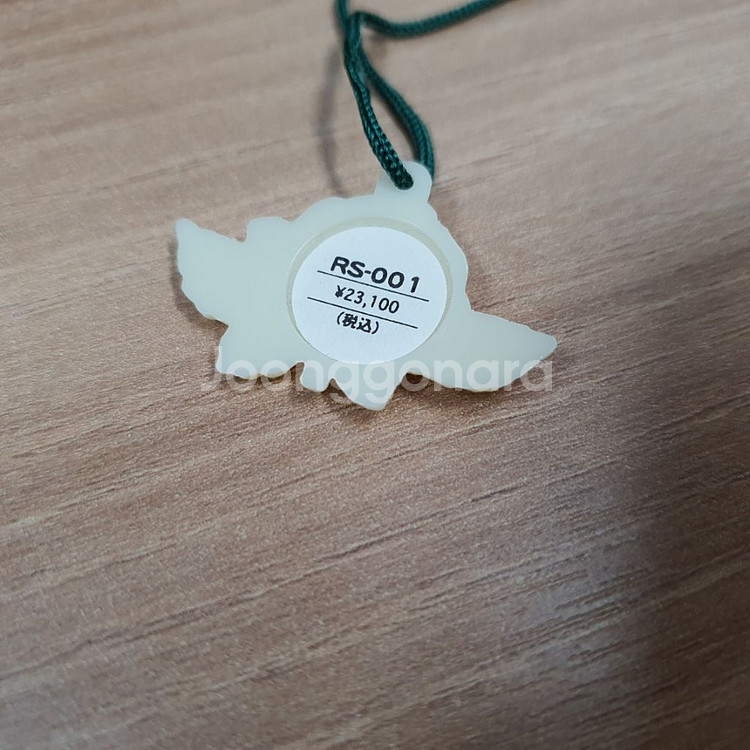 RS-001
¥23,100
(税込)
Joonggonara